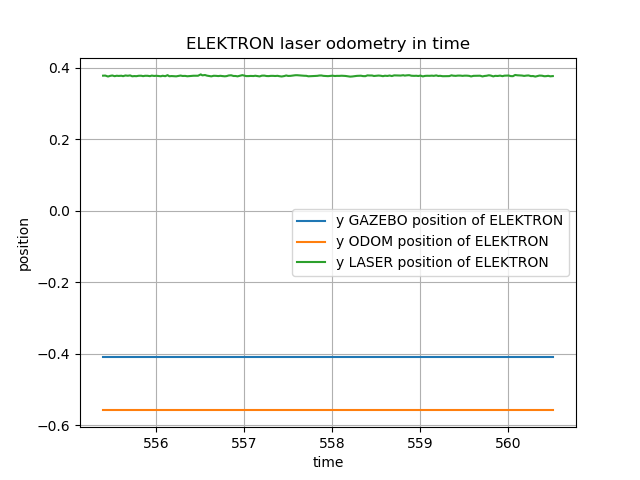 ELEKTRON laser odometry in time
0.4
0.2
0.0
−0.2
−0.4
−0.6
position
y GAZEBO position of ELEKTRON
y ODOM position of ELEKTRON
y LASER position of ELEKTRON
556 557 558 559 560
time